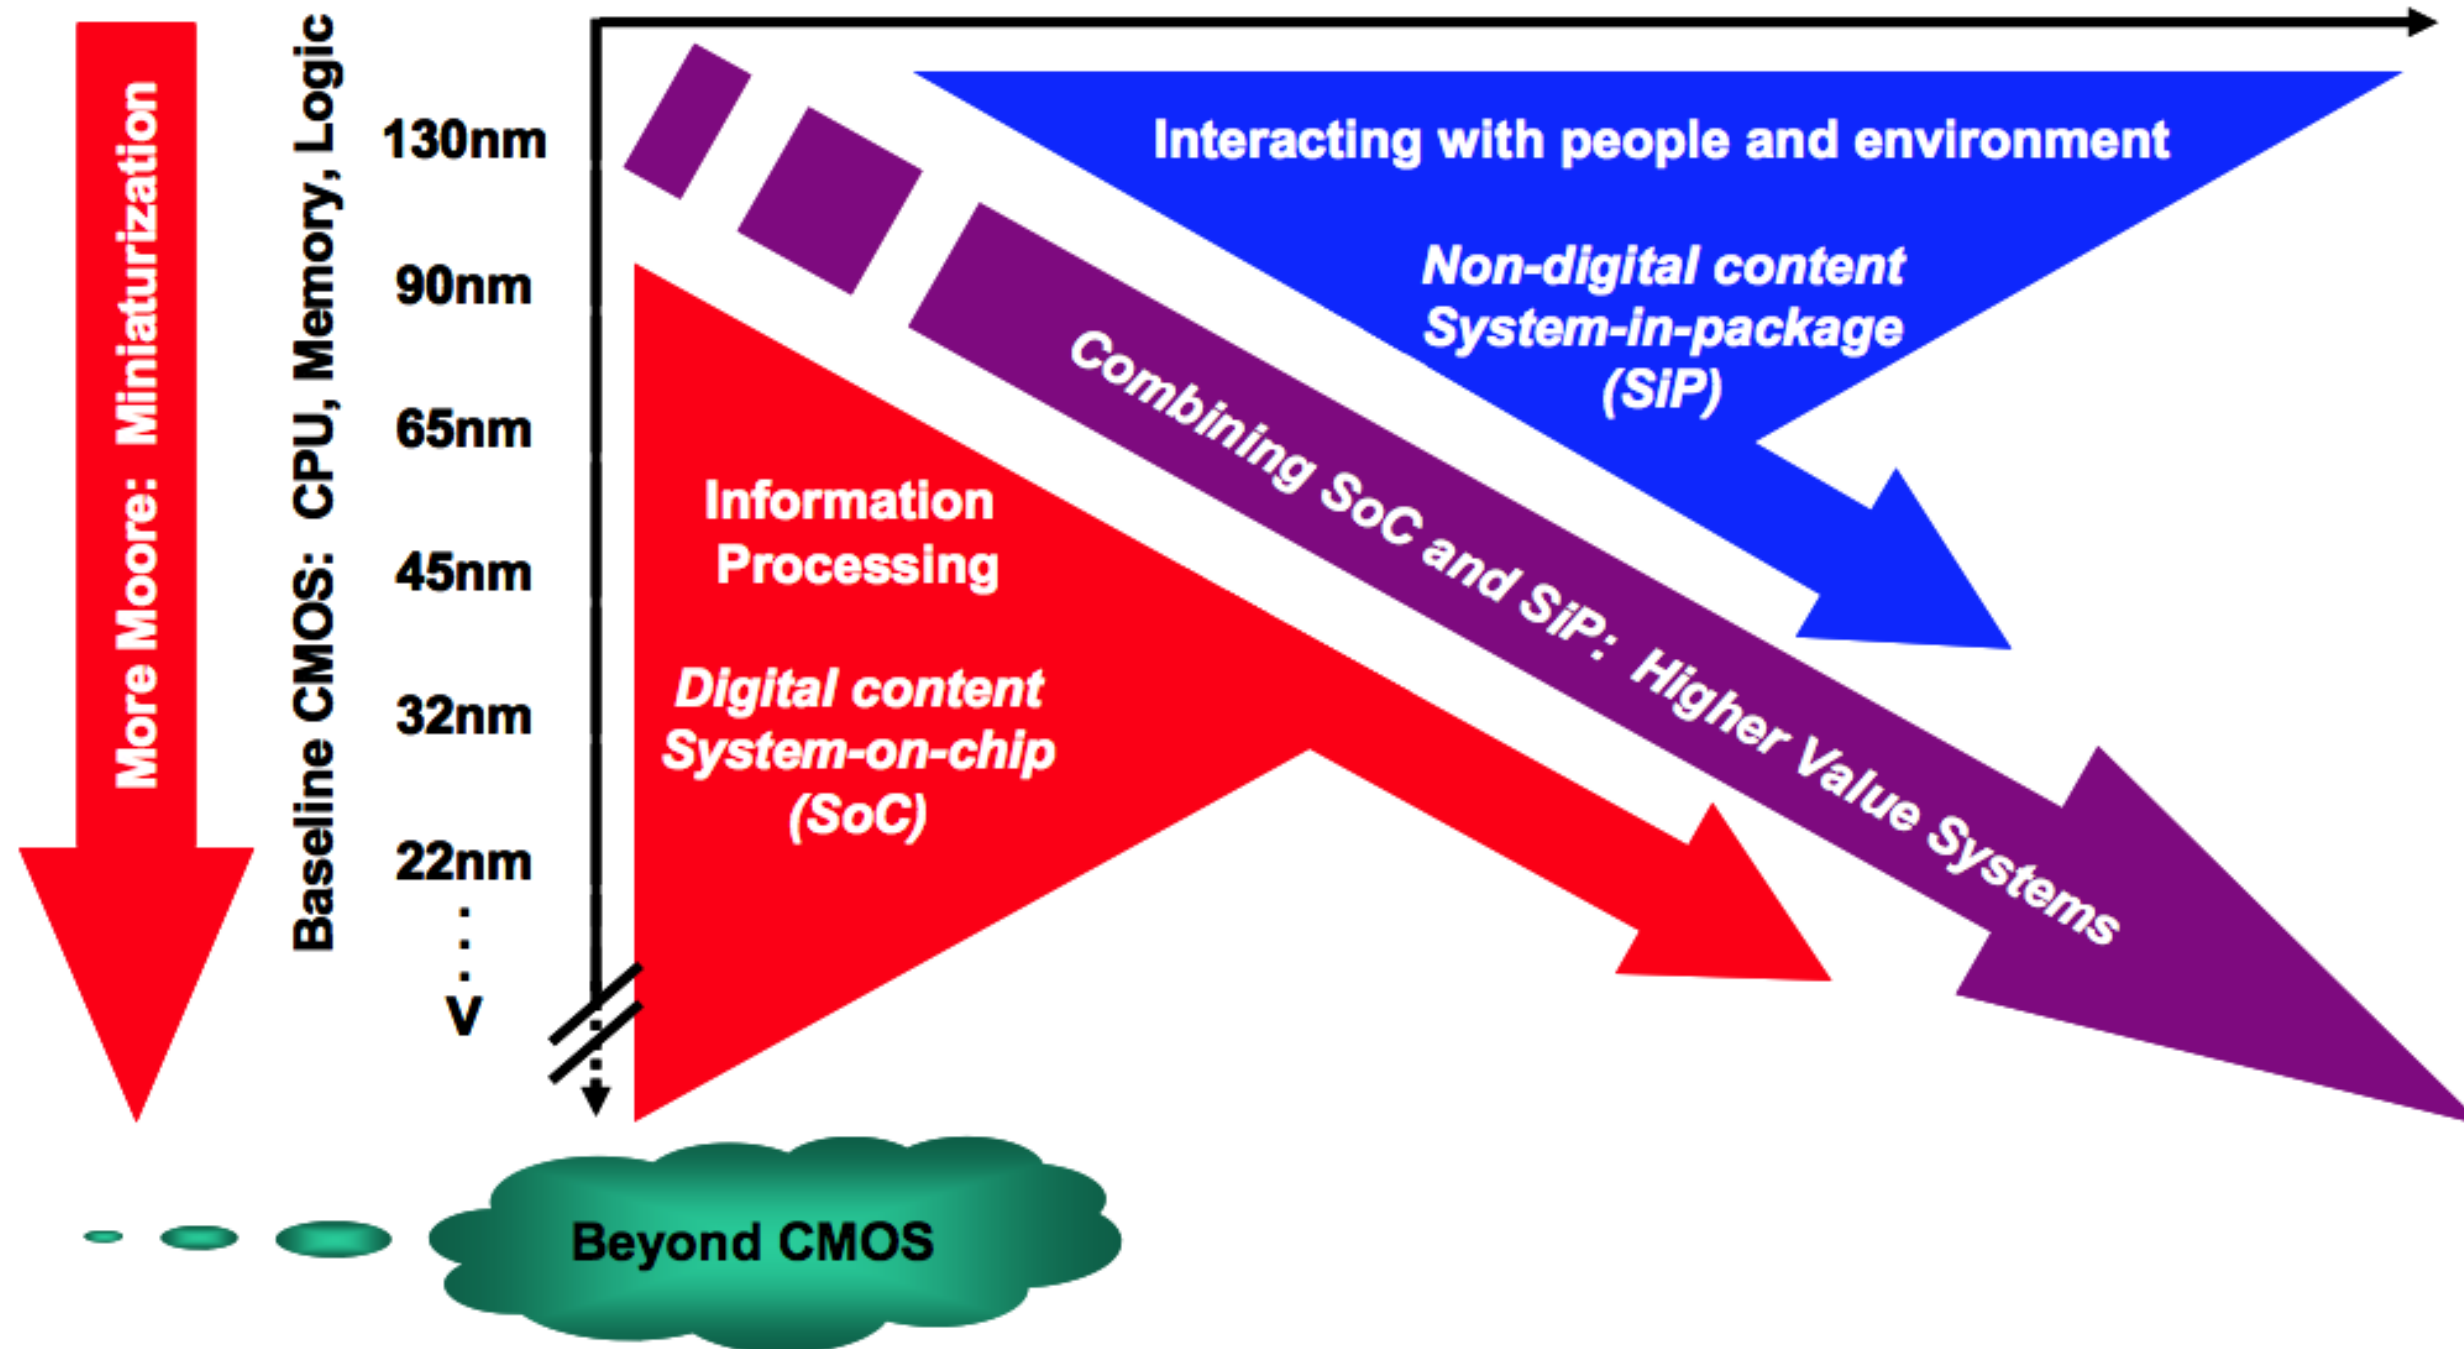 More Moore:  Miniaturization
Baseline CMOS:  CPU, Memory, Logic
130nm
90nm
65nm
45nm
32nm
22nm
V
Interacting with people and environment
Non-digital content
System-in-package
(SiP)
Combining SoC and SiP:  Higher Value Systems
Information
Processing
Digital content
System-on-chip
(SoC)
Beyond CMOS